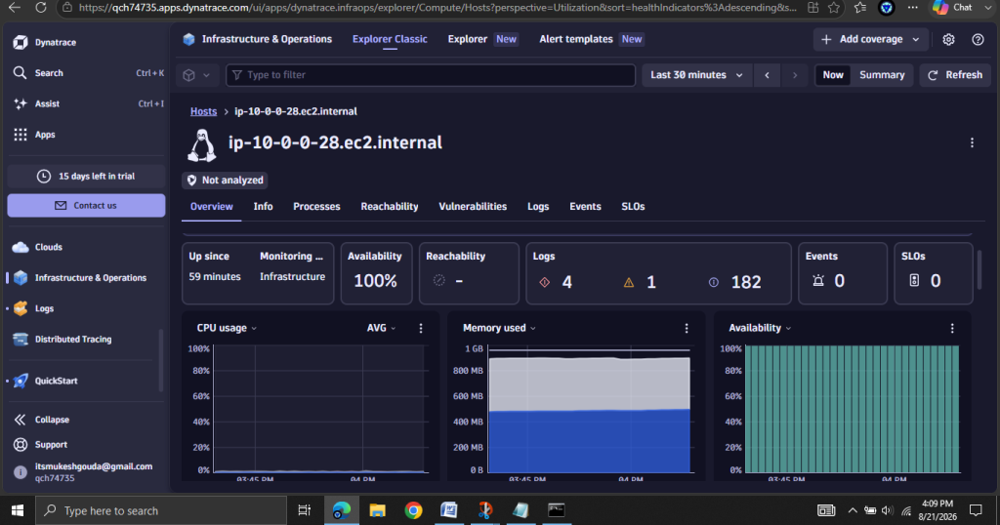 https://qch74735.apps.dynatrace.com/ui/apps/dynatrace.infraops/explorer/Compute/Hosts?perspective=Utilization&sort=healthIndicators%3Adescending&s...
Chat
Dynatrace
Search Ctrl+K
Assist Ctrl+I
Apps
15 days left in trial
Contact us
Clouds
Infrastructure & Operations
Logs
Distributed Tracing
QuickStart
Collapse
Support
itsmukeshgouda@gmail.com
qch74735
Infrastructure & Operations Explorer Classic Explorer New Alert templates New Add coverage
Type to filter Last 30 minutes Now Summary Refresh
Hosts > ip-10-0-0-28.ec2.internal
ip-10-0-0-28.ec2.internal
Not analyzed
Overview Info Processes Reachability Vulnerabilities Logs Events SLOs
Up since Monitoring ... Availability Reachability Logs Events SLOs
59 minutes Infrastructure 100% - 4 1 182 0 0
CPU usage AVG
100%
80%
60%
40%
20%
0%
03:45 PM 04 PM
Memory used
1 GB
800 MB
600 MB
400 MB
200 MB
0 B
03:45 PM 04 PM
Availability
100%
80%
60%
40%
20%
0%
03:45 PM 04 PM
Type here to search
4:09 PM
8/21/2026